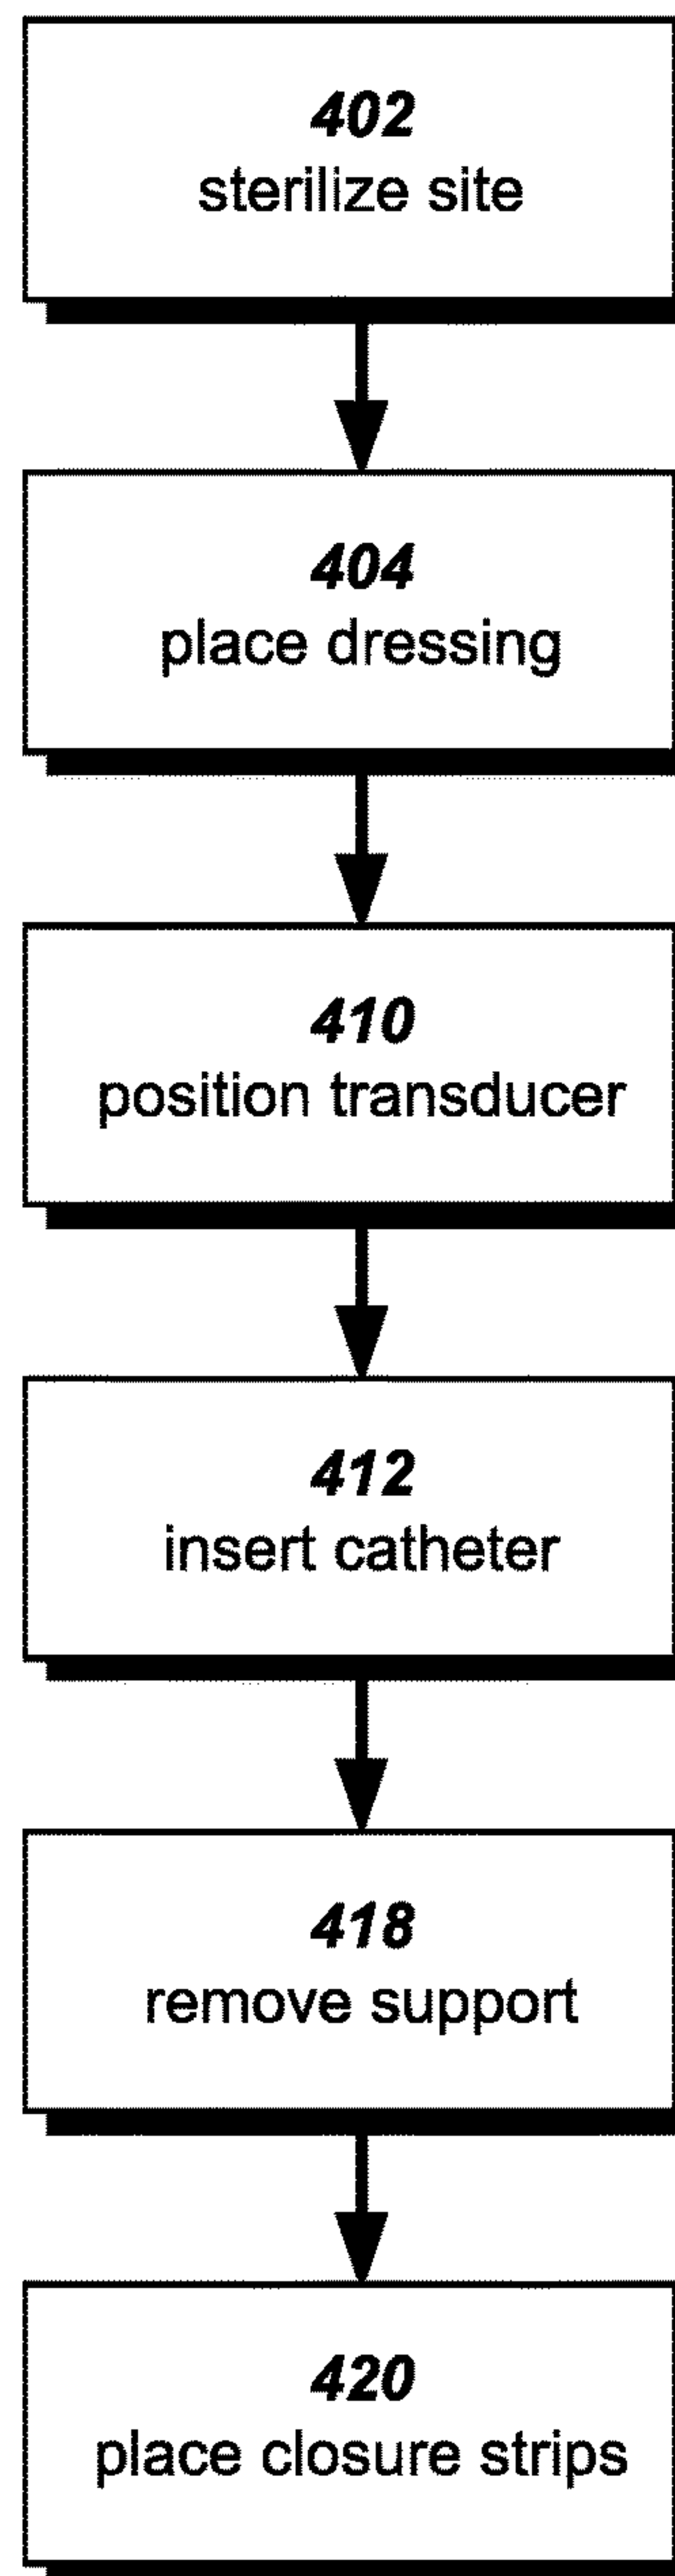 402
sterilize site
404
place dressing
410
position transducer
412
insert catheter
418
remove support
420
place closure strips